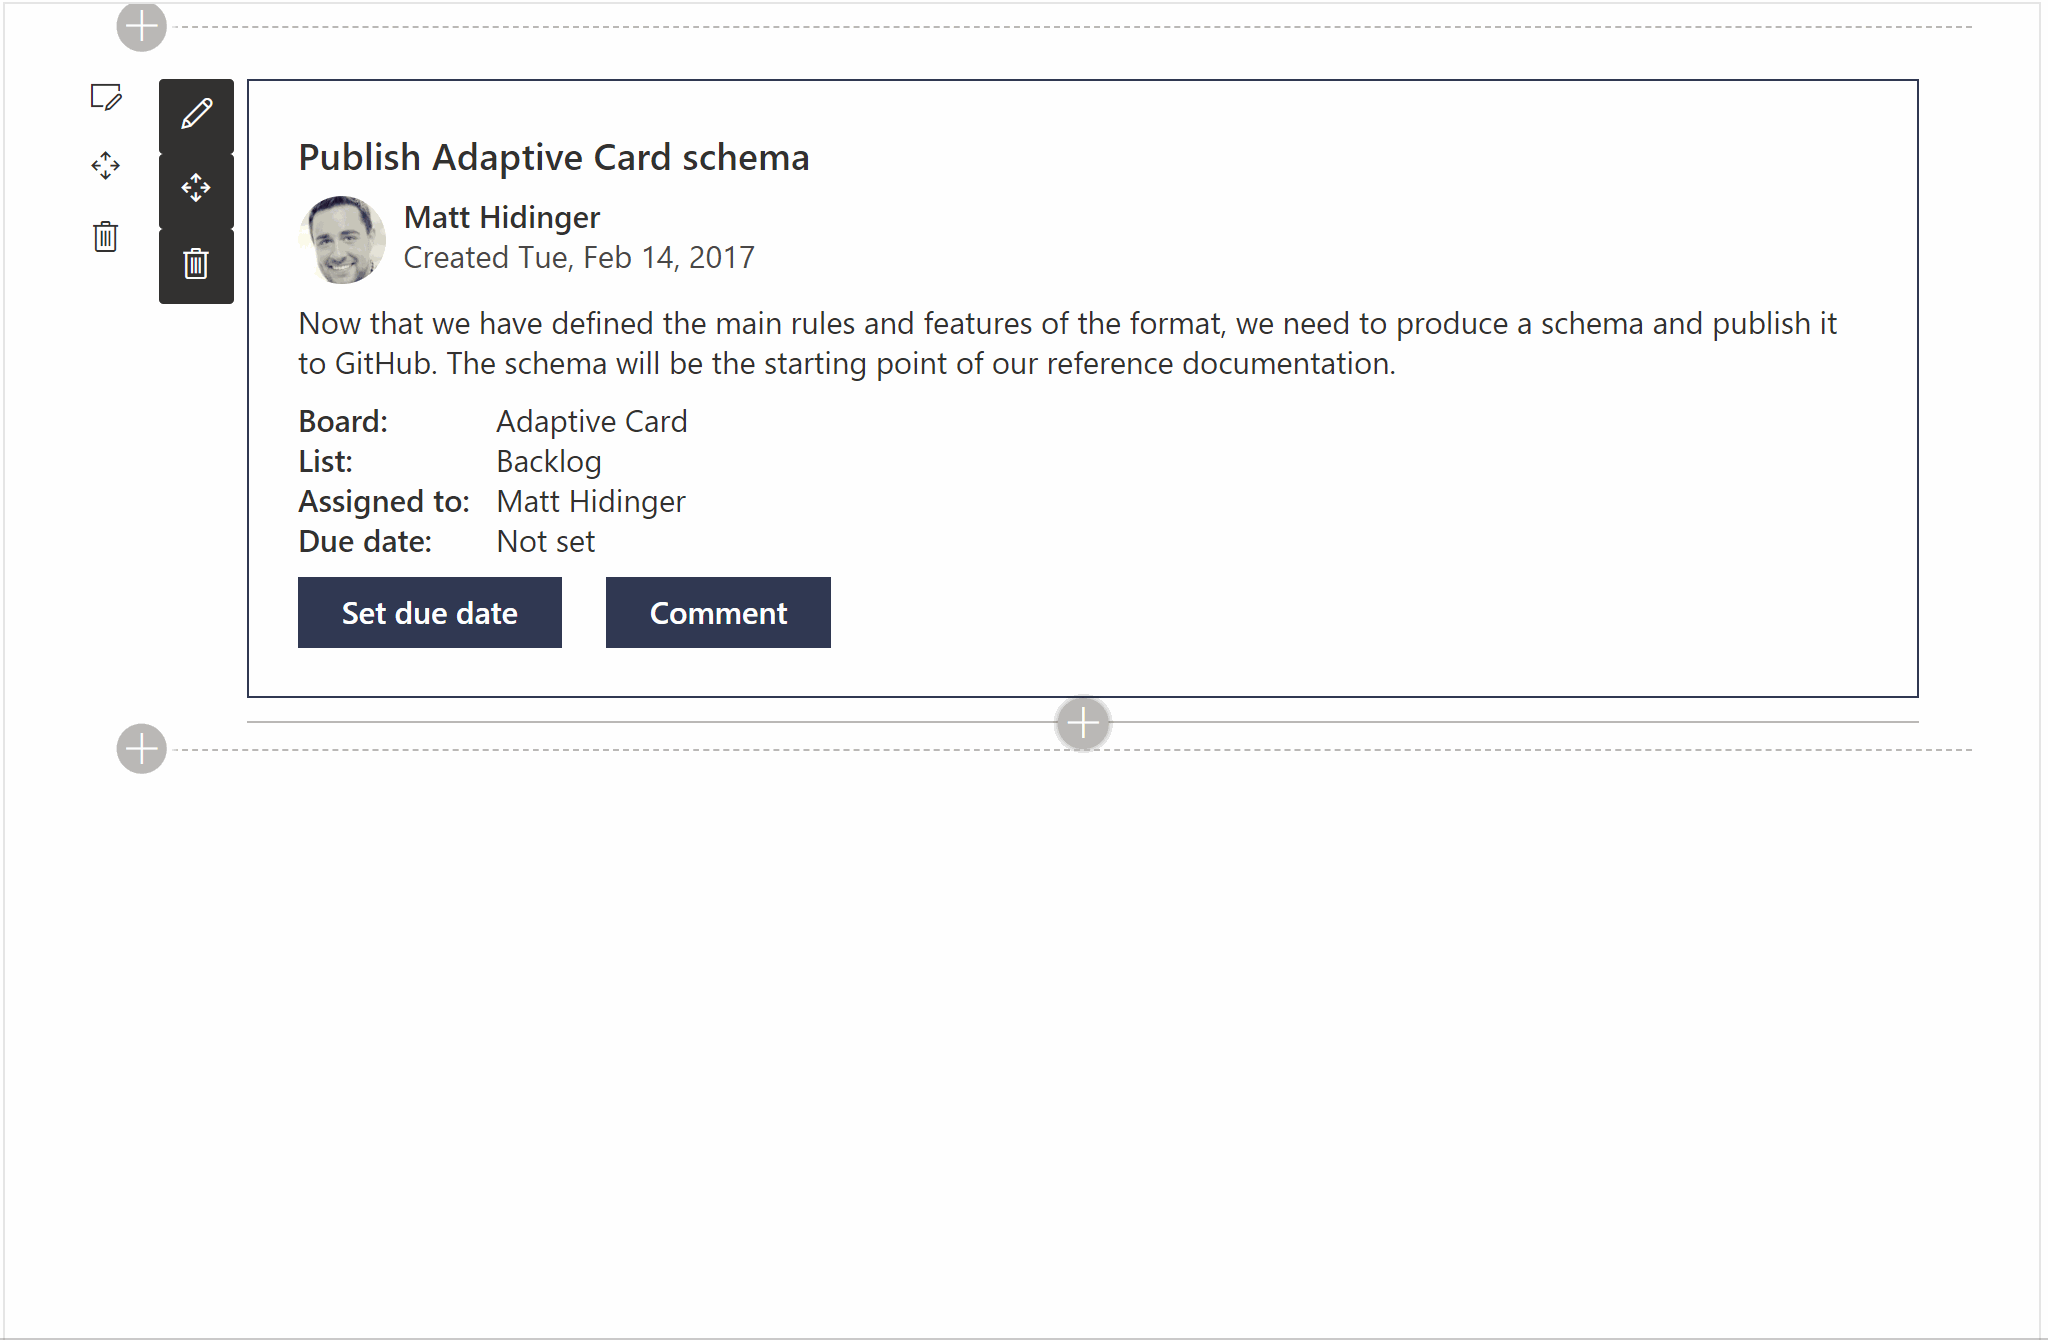 Publish Adaptive Card schema
Matt Hidinger
Created Tue, Feb 14, 2017
Now that we have defined the main rules and features of the format, we need to produce a schema and publish it
to GitHub. The schema will be the starting point of our reference documentation.
Board: Adaptive Card
List: Backlog
Assigned to: Matt Hidinger
Due date: Not set
Set due date Comment